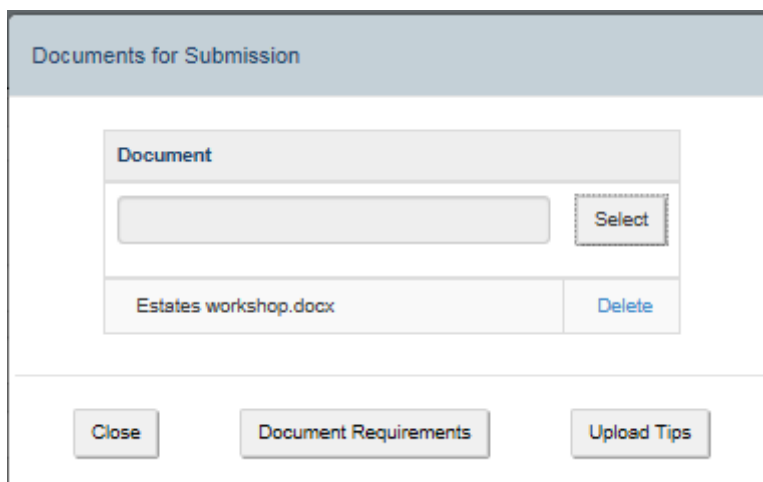 Documents for Submission
Document
Select
Estates workshop.docx Delete
Close Document Requirements Upload Tips